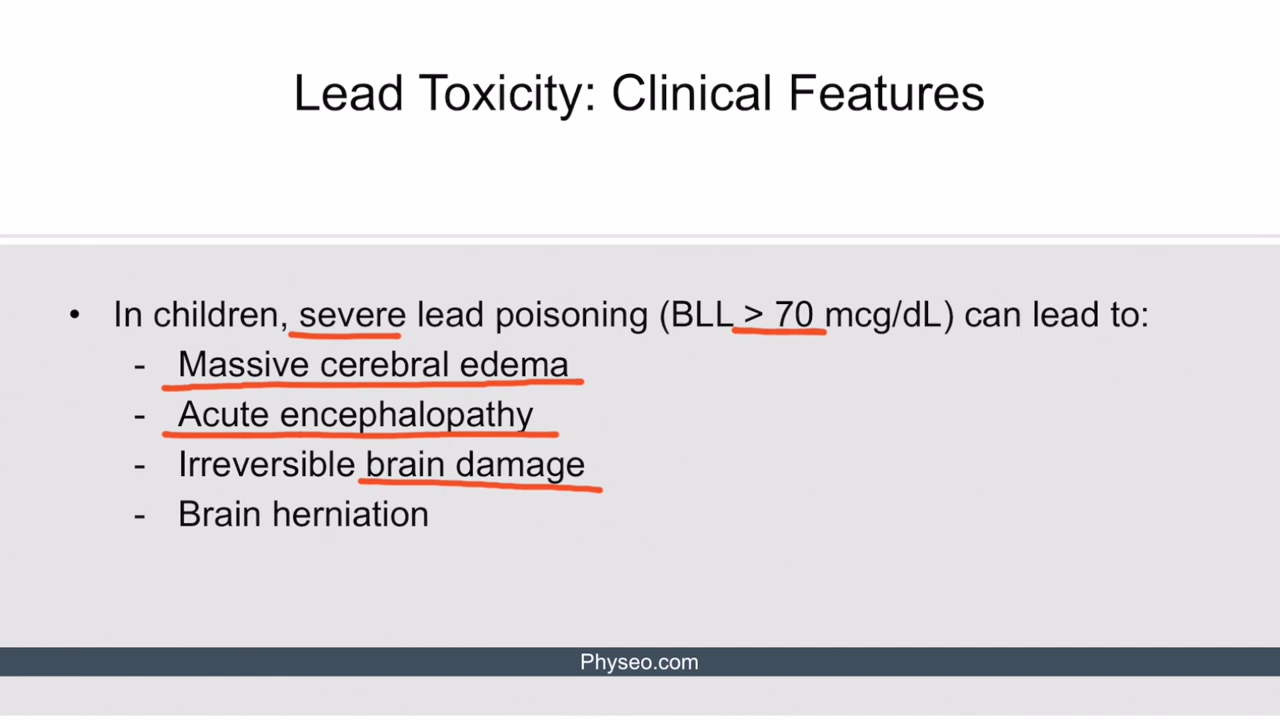 Lead Toxicity: Clinical Features
• In children, severe lead poisoning (BLL > 70 mcg/dL) can lead to:
- Massive cerebral edema
- Acute encephalopathy
- Irreversible brain damage
- Brain herniation
Physeo.com